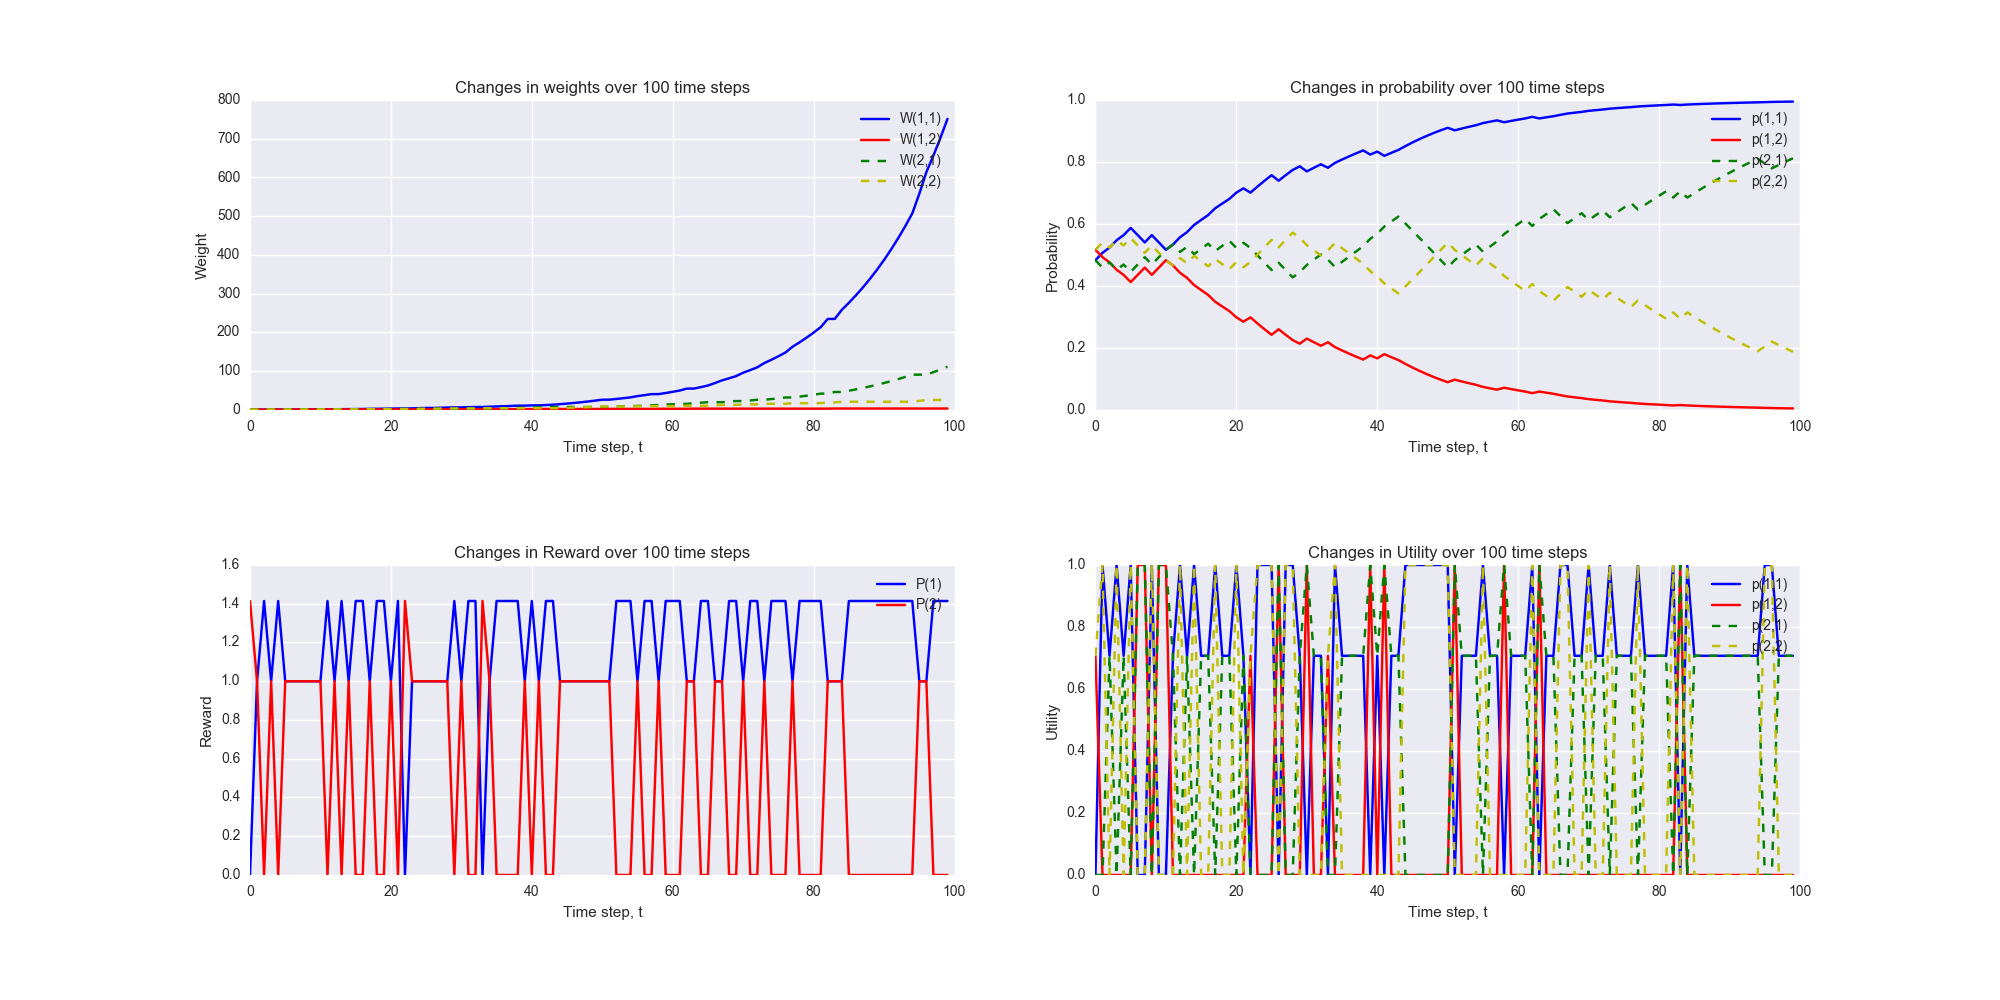 Changes in weights over 100 time steps
800
700
600
500
400
300
200
100
0
Weight
0 20 40 60 80 100
Time step, t
W(1,1)
W(1,2)
W(2,1)
W(2,2)
Changes in probability over 100 time steps
1.0
0.8
0.6
0.4
0.2
0.0
Probability
0 20 40 60 80 100
Time step, t
p(1,1)
p(1,2)
p(2,1)
p(2,2)
Changes in Reward over 100 time steps
1.6
1.4
1.2
1.0
0.8
0.6
0.4
0.2
0.0
Reward
0 20 40 60 80 100
Time step, t
P(1)
P(2)
Changes in Utility over 100 time steps
1.0
0.8
0.6
0.4
0.2
0.0
Utility
0 20 40 60 80 100
Time step, t
p(1,1)
p(1,2)
p(2,1)
p(2,2)